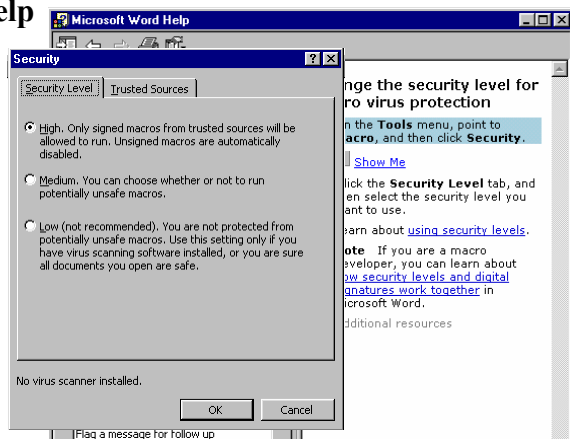 elp
Microsoft Word Help
Security
Security Level
Trusted Sources
High. Only signed macros from trusted sources will be
allowed to run. Unsigned macros are automatically
disabled.
Medium. You can choose whether or not to run
potentially unsafe macros.
Low (not recommended). You are not protected from
potentially unsafe macros. Use this setting only if you
have virus scanning software installed, or you are sure
all documents you open are safe.
No virus scanner installed.
OK
Cancel
nge the security level for
ro virus protection
n the Tools menu, point to
acro, and then click Security.
Show Me
lick the Security Level tab, and
en select the security level you
ant to use.
earn about using security levels.
ote If you are a macro
eveloper, you can learn about
ow security levels and digital
gnatures work together in
icrosoft Word.
dditional resources
Flag a message for follow up